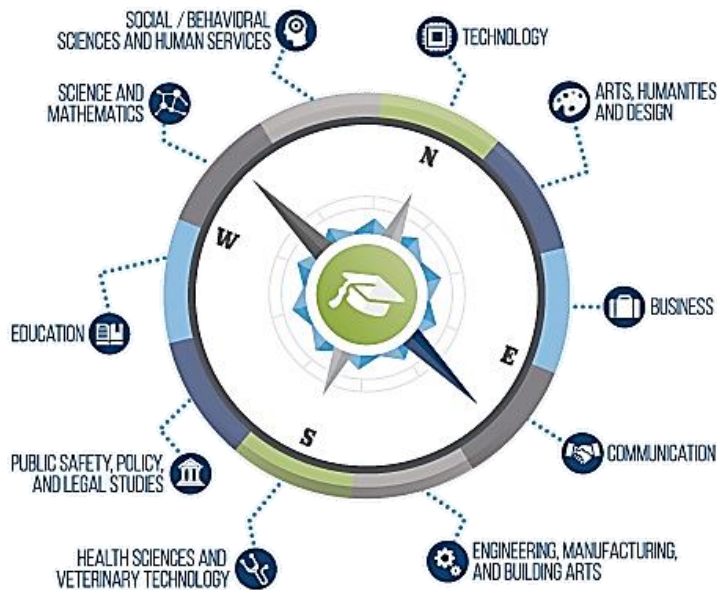 SOCIAL / BEHAVIORAL
SCIENCES AND HUMAN SERVICES
TECHNOLOGY
SCIENCE AND
MATHEMATICS
ARTS, HUMANITIES
AND DESIGN
N
W
EDUCATION
BUSINESS
E
S
PUBLIC SAFETY, POLICY,
AND LEGAL STUDIES
COMMUNICATION
HEALTH SCIENCES AND
VETERINARY TECHNOLOGY
ENGINEERING, MANUFACTURING,
AND BUILDING ARTS